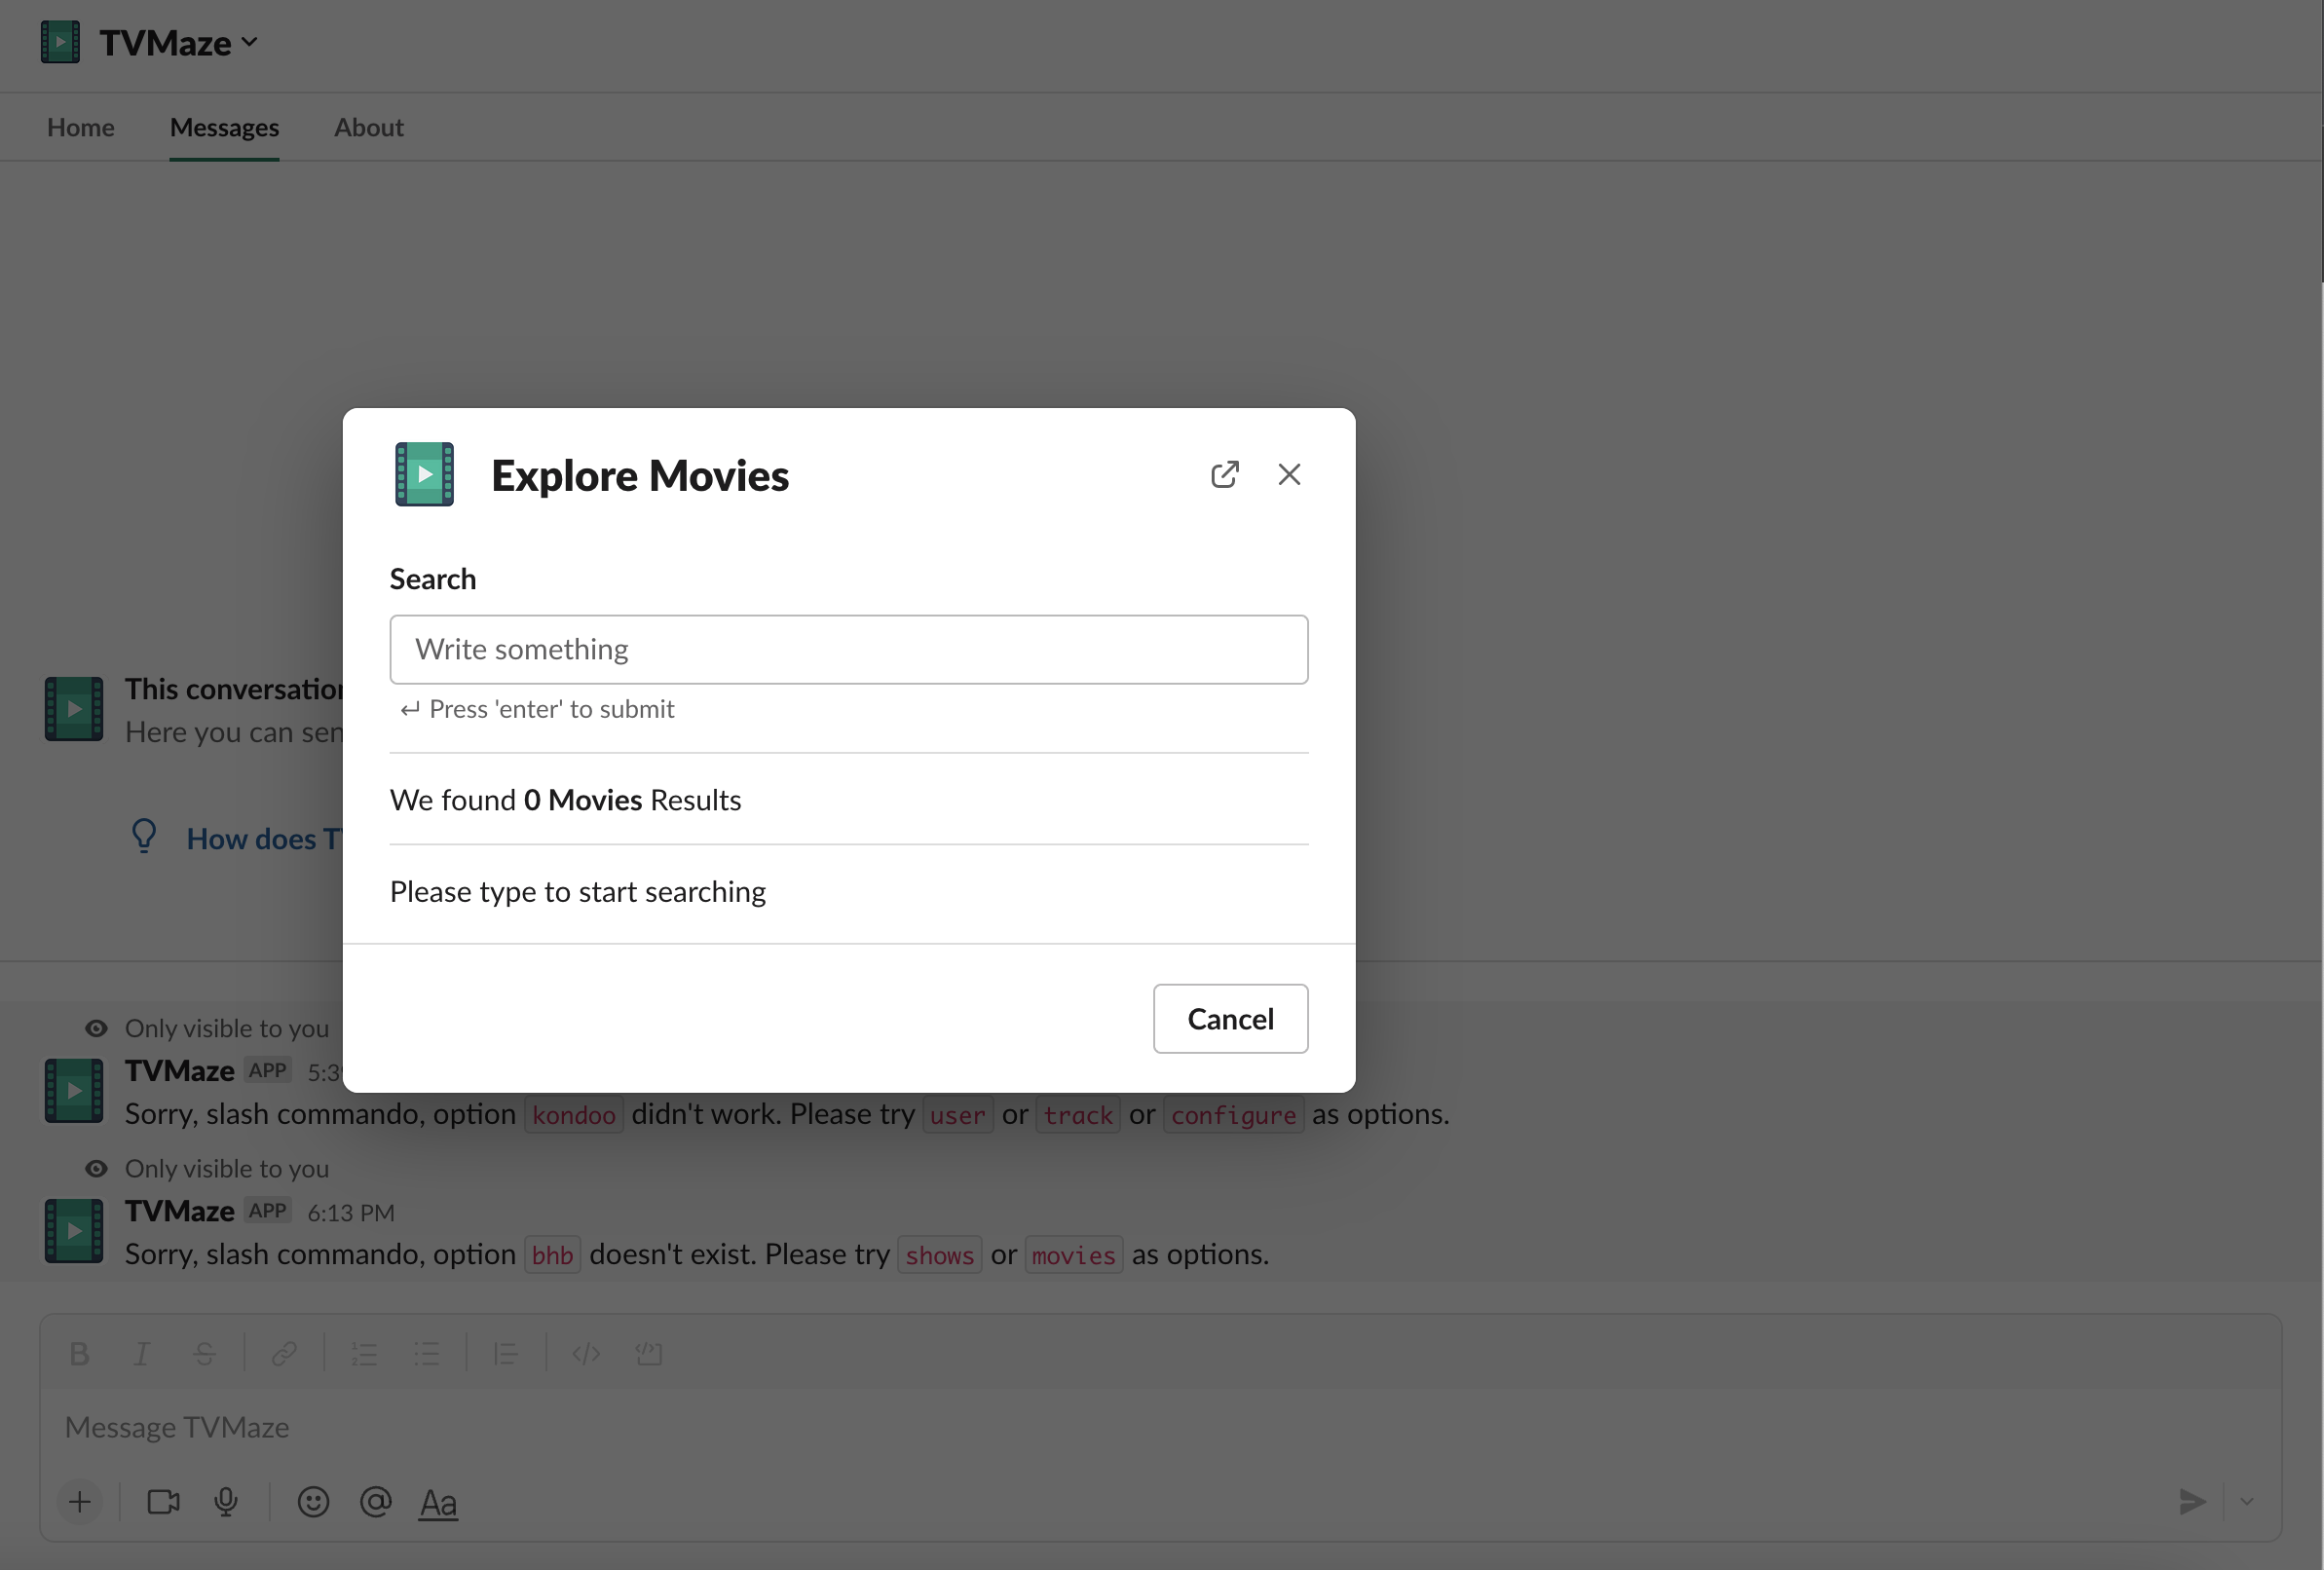 TVMaze
Home Messages About
Explore Movies
Search
Write something
Press 'enter' to submit
We found 0 Movies Results
Please type to start searching
Cancel
This
Here you can
How does
Only visible to you
TVMaze APP
Sorry, slash commando, option kondoo didn't work. Please try user or track or configure as options.
Only visible to you
TVMaze APP 6:13 PM
Sorry, slash commando, option bhb doesn't exist. Please try shows or movies as options.
B I S
Message TVMaze
Aa